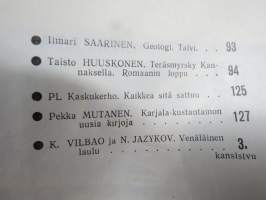 Ilmari SAARINEN. Geologi. Talvi. . . 93
Taisto HUUSKONEN. Teräsmyrsky Kan-
naksella. Romaanin loppu . . . 94
PL Kaskukerho. Kaikkea sitä sattuu . . 125
Pekka MUTANEN. Karjala-kustantamon
uusia kirjoja . . . . . . . 127
K. VILBAO ja N. JAZYKOV. Venäläinen
laulu . . . . . . . . . 3.
kansisivu